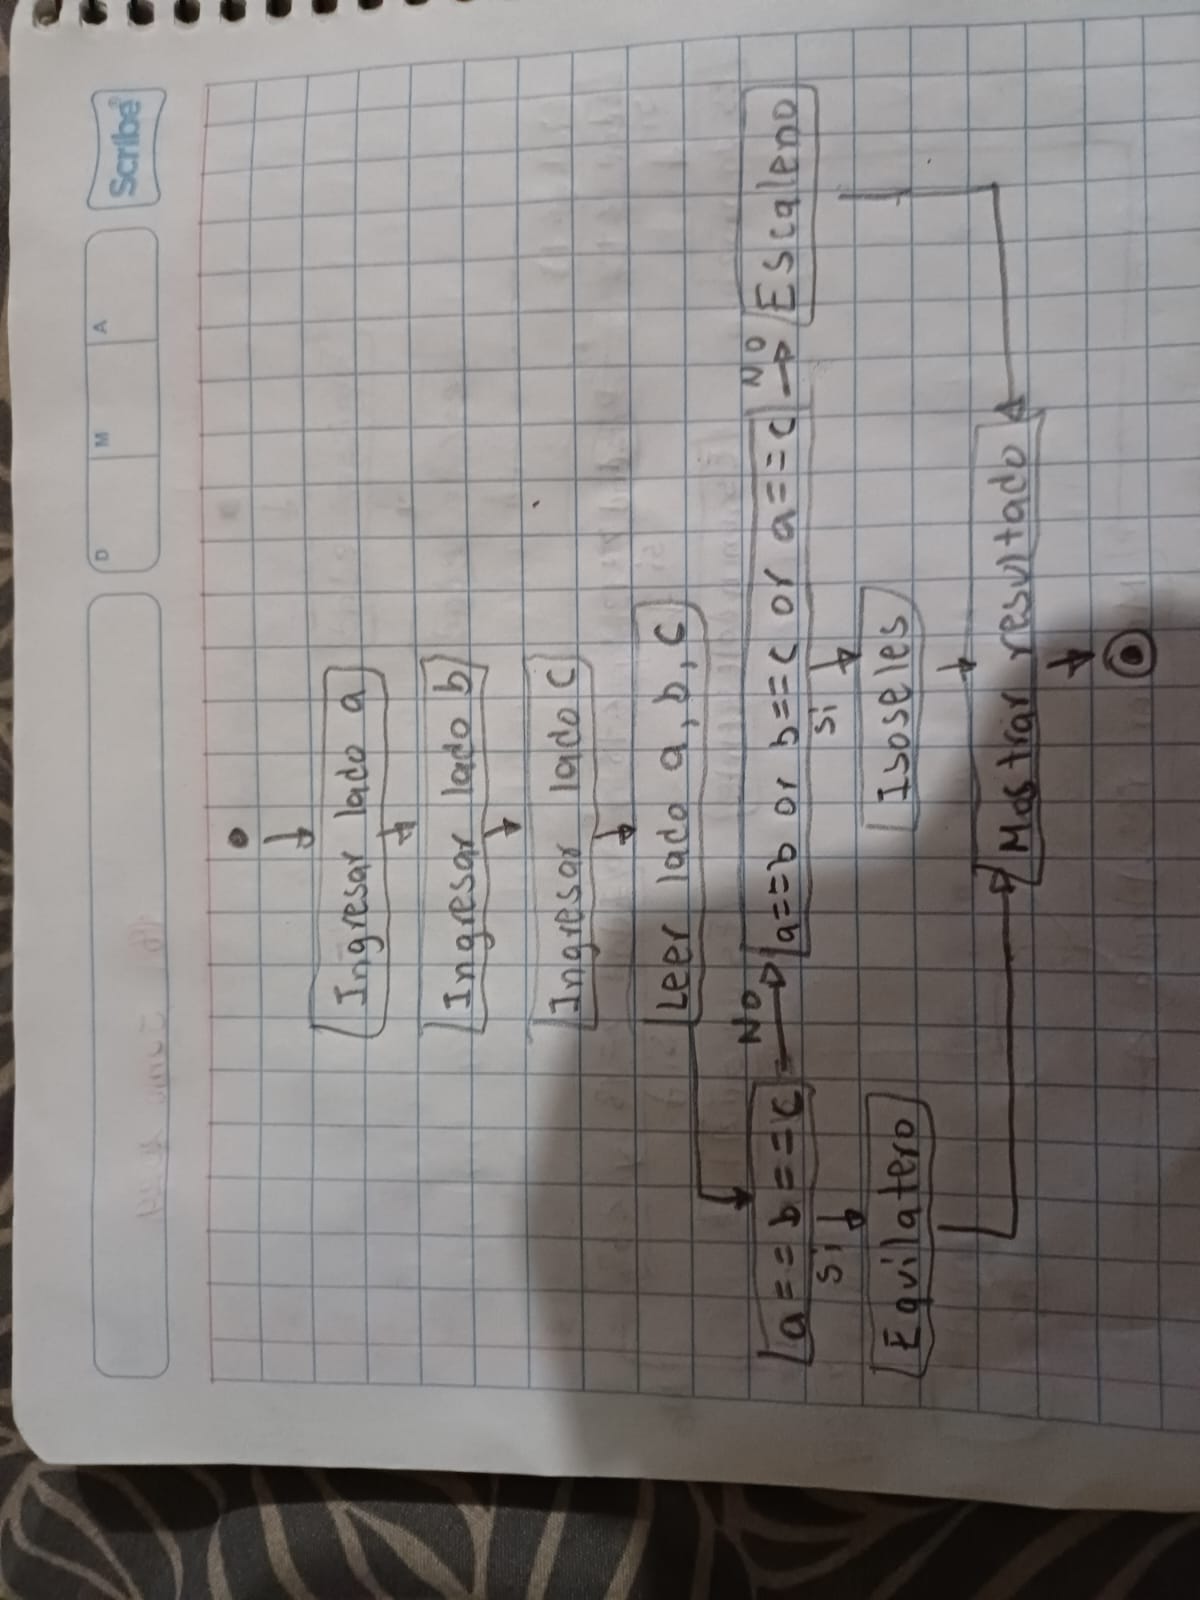 Scribe
D M A
Ingresar lado a
Ingresar lado b
Ingresar lado c
Leer lado a, b, c
a==b==c
NO
a==b or b==c or a==c
NO
Escaleno
si
si
Equilatero
Isoseles
Mostrar resultado